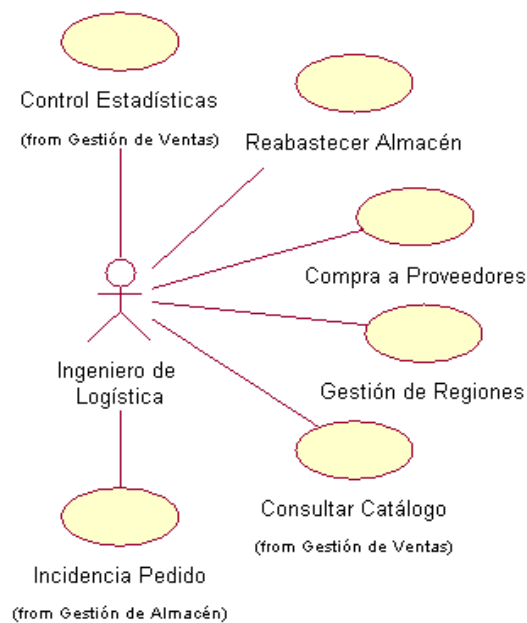 Control Estadísticas
(from Gestión de Ventas)
Reabastecer Almacén
Compra a Proveedores
Ingeniero de
Logística
Gestión de Regiones
Consultar Catálogo
(from Gestión de Ventas)
Incidencia Pedido
(from Gestión de Almacén)